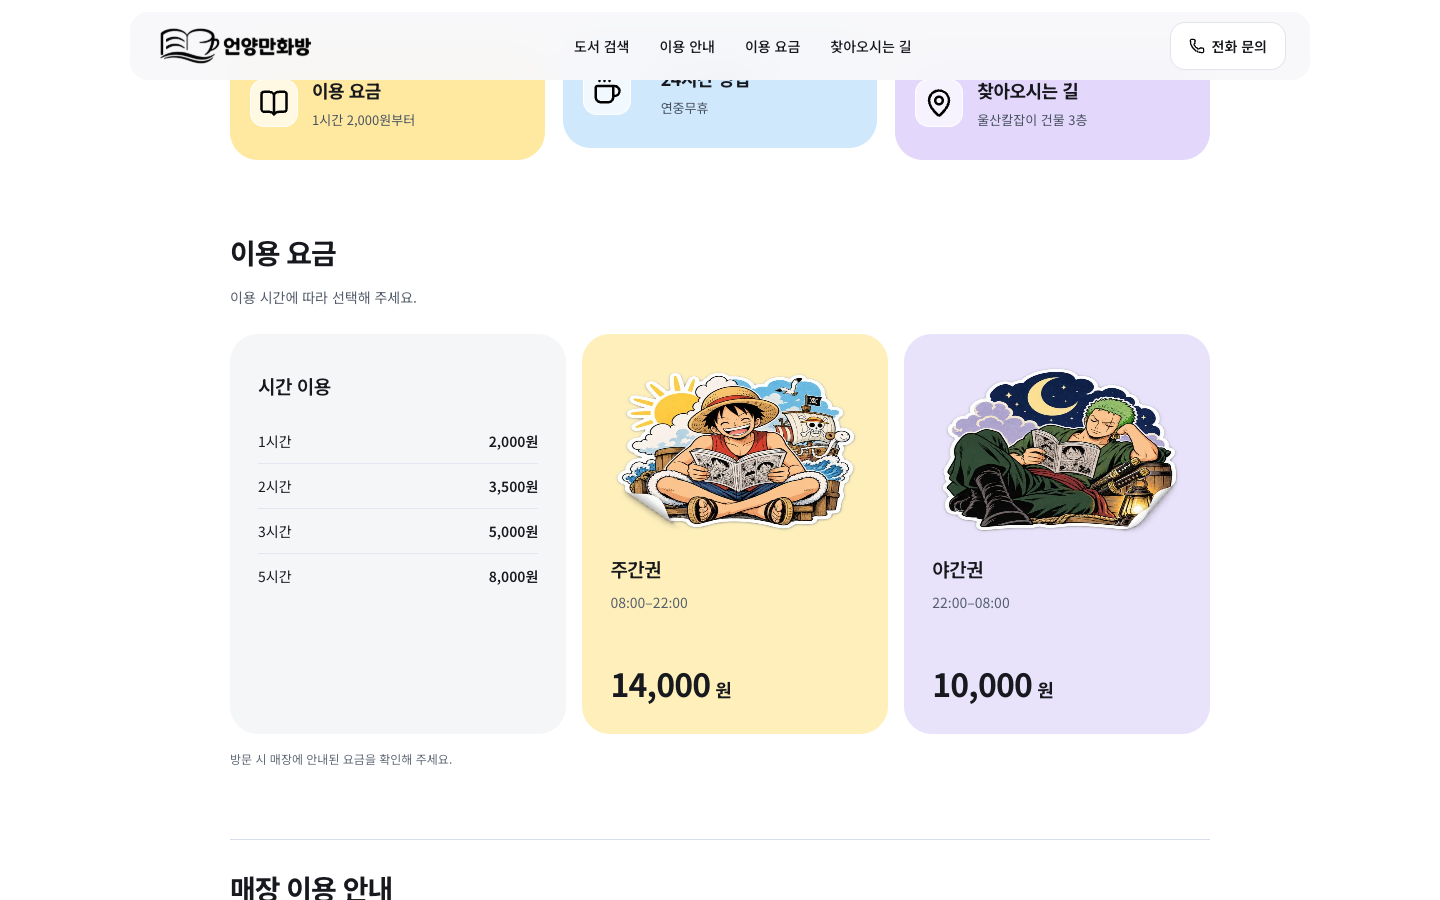 언양만화방
도서 검색
이용 안내
이용 요금
찾아오시는 길
전화 문의
이용 요금
1시간 2,000원부터
24시간 영업
연중무휴
찾아오시는 길
울산칼잡이 건물 3층
이용 요금
이용 시간에 따라 선택해 주세요.
시간 이용
1시간 2,000원
2시간 3,500원
3시간 5,000원
5시간 8,000원
주간권
08:00–22:00
14,000 원
야간권
22:00–08:00
10,000 원
방문 시 매장에 안내된 요금을 확인해 주세요.
매장 이용 안내